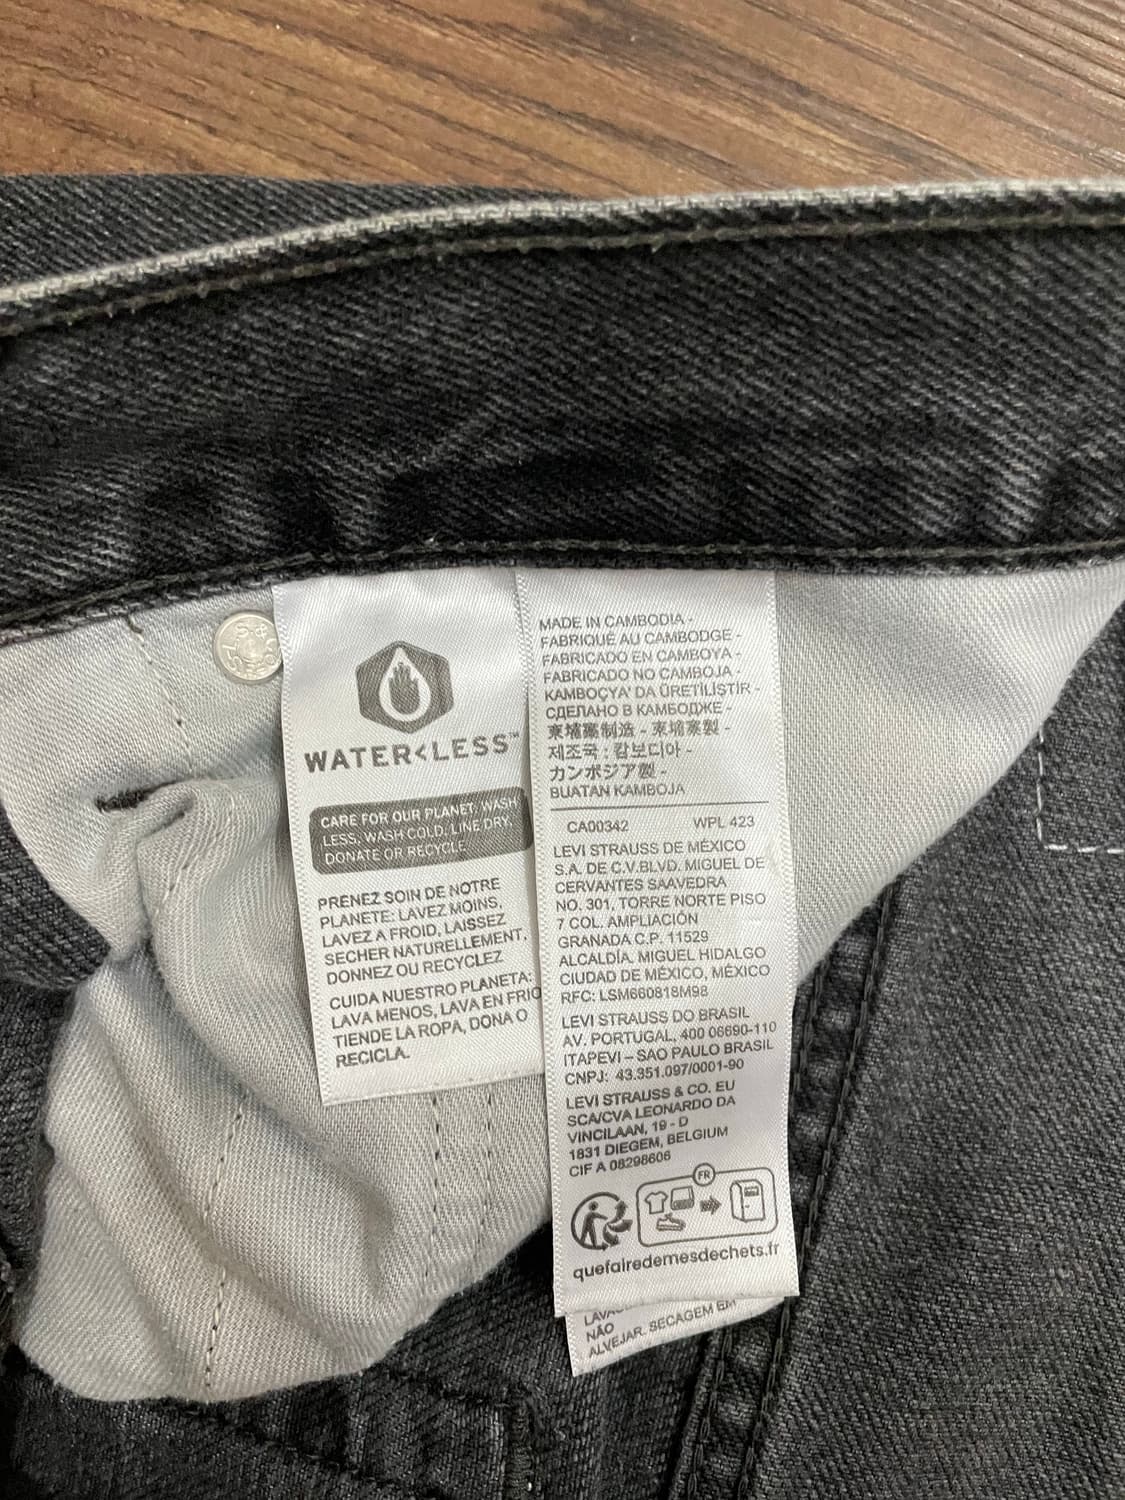 WATER<LESS™
CARE FOR OUR PLANET: WASH
LESS, WASH COLD, LINE DRY,
DONATE OR RECYCLE
PRENEZ SOIN DE NOTRE
PLANETE: LAVEZ MOINS,
LAVEZ A FROID, LAISSEZ
SECHER NATURELLEMENT,
DONNEZ OU RECYCLEZ
CUIDA NUESTRO PLANETA:
LAVA MENOS, LAVA EN FRIO
TIENDE LA ROPA, DONA O
RECICLA.
MADE IN CAMBODIA -
FABRIQUÉ AU CAMBODGE -
FABRICADO EN CAMBOYA -
FABRICADO NO CAMBOJA -
KAMBOÇYA' DA ÜRETİLİŞTİR -
СДЕЛАНО В КАМБОДЖЕ -
柬埔寨制造 - 柬埔寨製 -
제조국 : 캄보디아 -
カンボジア製 -
BUATAN KAMBOJA
CA00342 WPL 423
LEVI STRAUSS DE MÉXICO
S.A. DE C.V.BLVD. MIGUEL DE
CERVANTES SAAVEDRA
NO. 301, TORRE NORTE PISO
7 COL. AMPLIACIÓN
GRANADA C.P. 11529
ALCALDÍA. MIGUEL HIDALGO
CIUDAD DE MÉXICO, MÉXICO
RFC: LSM660818M98
LEVI STRAUSS DO BRASIL
AV. PORTUGAL, 400 06690-110
ITAPEVI – SAO PAULO BRASIL
CNPJ: 43.351.097/0001-90
LEVI STRAUSS & CO. EU
SCA/CVA LEONARDO DA
VINCILAAN, 19 - D
1831 DIEGEM, BELGIUM
CIF A 08298606
FR
quefairedemesdechets.fr
NÃO
ALVEJAR. SECAGEM EM